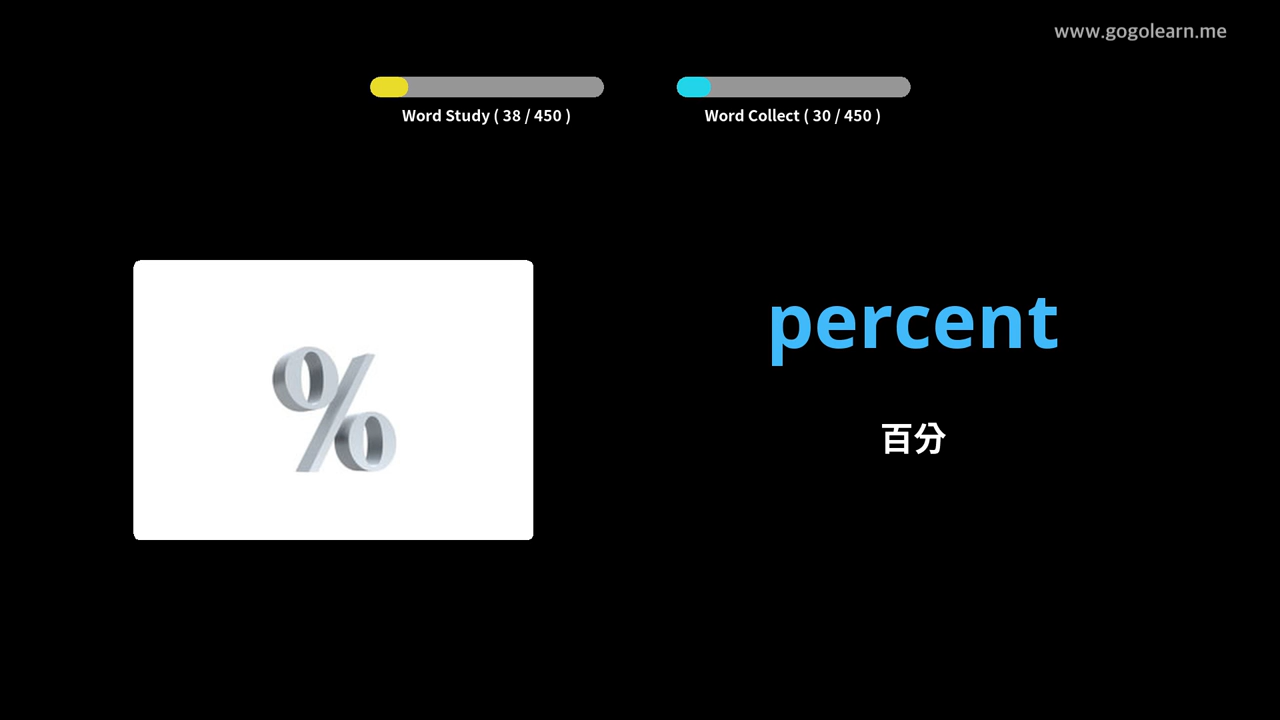 www.gogolearn.me
Word Study ( 38 / 450 )
Word Collect ( 30 / 450 )
%
percent
百分